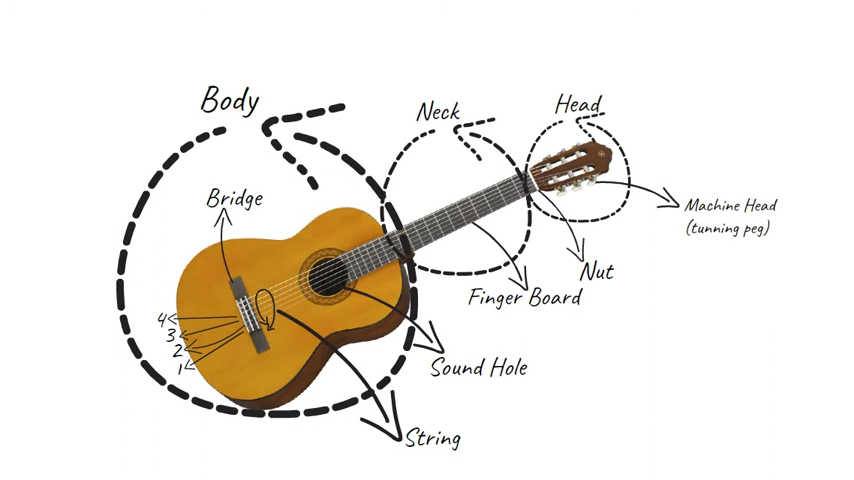 Body
Neck
Head
Bridge
Machine Head
(tunning peg)
Nut
Finger Board
4
3
2
1
Sound Hole
String